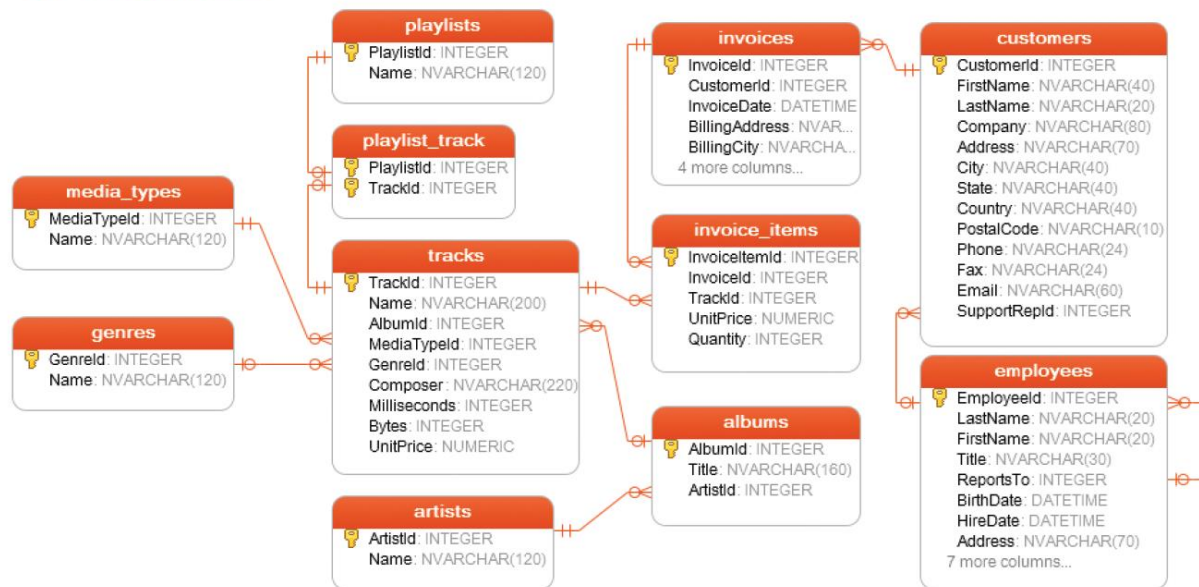 playlists
PlaylistId: INTEGER
Name: NVARCHAR(120)
playlist_track
PlaylistId: INTEGER
TrackId: INTEGER
media_types
MediaTypeId: INTEGER
Name: NVARCHAR(120)
genres
GenreId: INTEGER
Name: NVARCHAR(120)
tracks
TrackId: INTEGER
Name: NVARCHAR(200)
AlbumId: INTEGER
MediaTypeId: INTEGER
GenreId: INTEGER
Composer: NVARCHAR(220)
Milliseconds: INTEGER
Bytes: INTEGER
UnitPrice: NUMERIC
artists
ArtistId: INTEGER
Name: NVARCHAR(120)
invoices
InvoiceId: INTEGER
CustomerId: INTEGER
InvoiceDate: DATETIME
BillingAddress: NVAR...
BillingCity: NVARCHA...
4 more columns...
invoice_items
InvoiceItemId: INTEGER
InvoiceId: INTEGER
TrackId: INTEGER
UnitPrice: NUMERIC
Quantity: INTEGER
albums
AlbumId: INTEGER
Title: NVARCHAR(160)
ArtistId: INTEGER
customers
CustomerId: INTEGER
FirstName: NVARCHAR(40)
LastName: NVARCHAR(20)
Company: NVARCHAR(80)
Address: NVARCHAR(70)
City: NVARCHAR(40)
State: NVARCHAR(40)
Country: NVARCHAR(40)
PostalCode: NVARCHAR(10)
Phone: NVARCHAR(24)
Fax: NVARCHAR(24)
Email: NVARCHAR(60)
SupportRepId: INTEGER
employees
EmployeeId: INTEGER
LastName: NVARCHAR(20)
FirstName: NVARCHAR(20)
Title: NVARCHAR(30)
ReportsTo: INTEGER
BirthDate: DATETIME
HireDate: DATETIME
Address: NVARCHAR(70)
7 more columns...